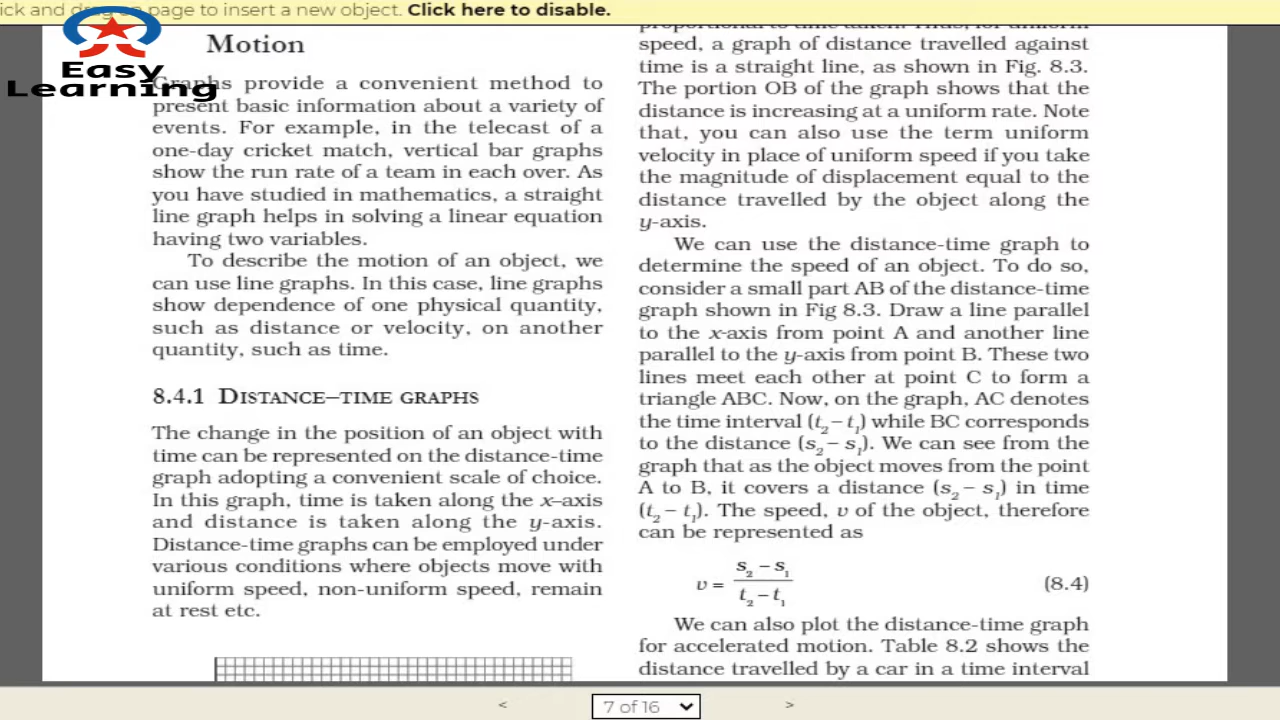 ick and drag on page to insert a new object. Click here to disable.
Easy
Learning
Motion
Graphs provide a convenient method to
present basic information about a variety of
events. For example, in the telecast of a
one-day cricket match, vertical bar graphs
show the run rate of a team in each over. As
you have studied in mathematics, a straight
line graph helps in solving a linear equation
having two variables.
To describe the motion of an object, we
can use line graphs. In this case, line graphs
show dependence of one physical quantity,
such as distance or velocity, on another
quantity, such as time.
8.4.1 DISTANCE–TIME GRAPHS
The change in the position of an object with
time can be represented on the distance-time
graph adopting a convenient scale of choice.
In this graph, time is taken along the x–axis
and distance is taken along the y-axis.
Distance-time graphs can be employed under
various conditions where objects move with
uniform speed, non-uniform speed, remain
at rest etc.
speed, a graph of distance travelled against
time is a straight line, as shown in Fig. 8.3.
The portion OB of the graph shows that the
distance is increasing at a uniform rate. Note
that, you can also use the term uniform
velocity in place of uniform speed if you take
the magnitude of displacement equal to the
distance travelled by the object along the
y-axis.
We can use the distance-time graph to
determine the speed of an object. To do so,
consider a small part AB of the distance-time
graph shown in Fig 8.3. Draw a line parallel
to the x-axis from point A and another line
parallel to the y-axis from point B. These two
lines meet each other at point C to form a
triangle ABC. Now, on the graph, AC denotes
the time interval (t₂ – t₁) while BC corresponds
to the distance (s₂ – s₁). We can see from the
graph that as the object moves from the point
A to B, it covers a distance (s₂ – s₁) in time
(t₂ – t₁). The speed, v of the object, therefore
can be represented as
v = (s₂ – s₁) / (t₂ – t₁) (8.4)
We can also plot the distance-time graph
for accelerated motion. Table 8.2 shows the
distance travelled by a car in a time interval
< 7 of 16 >